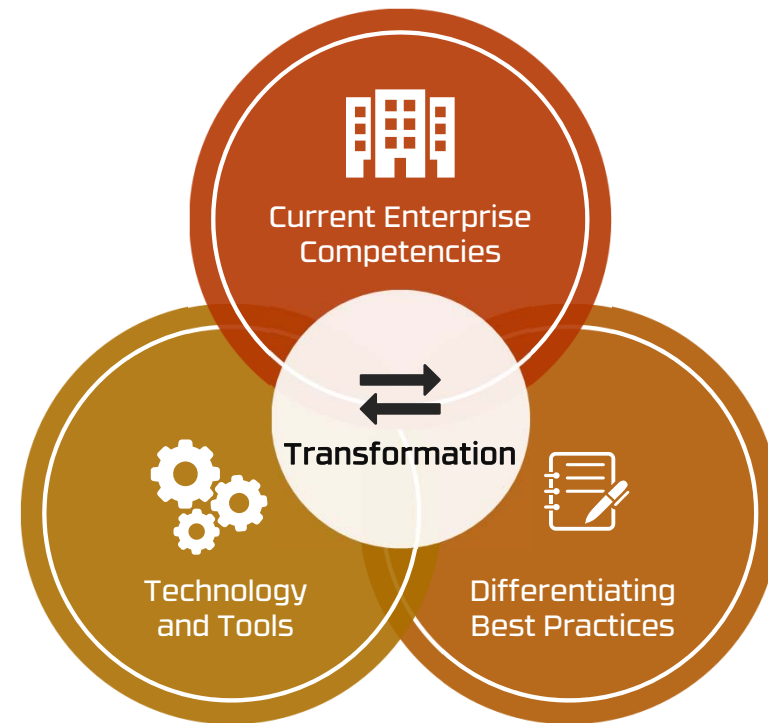 Current Enterprise
Competencies
Transformation
Technology
and Tools
Differentiating
Best Practices